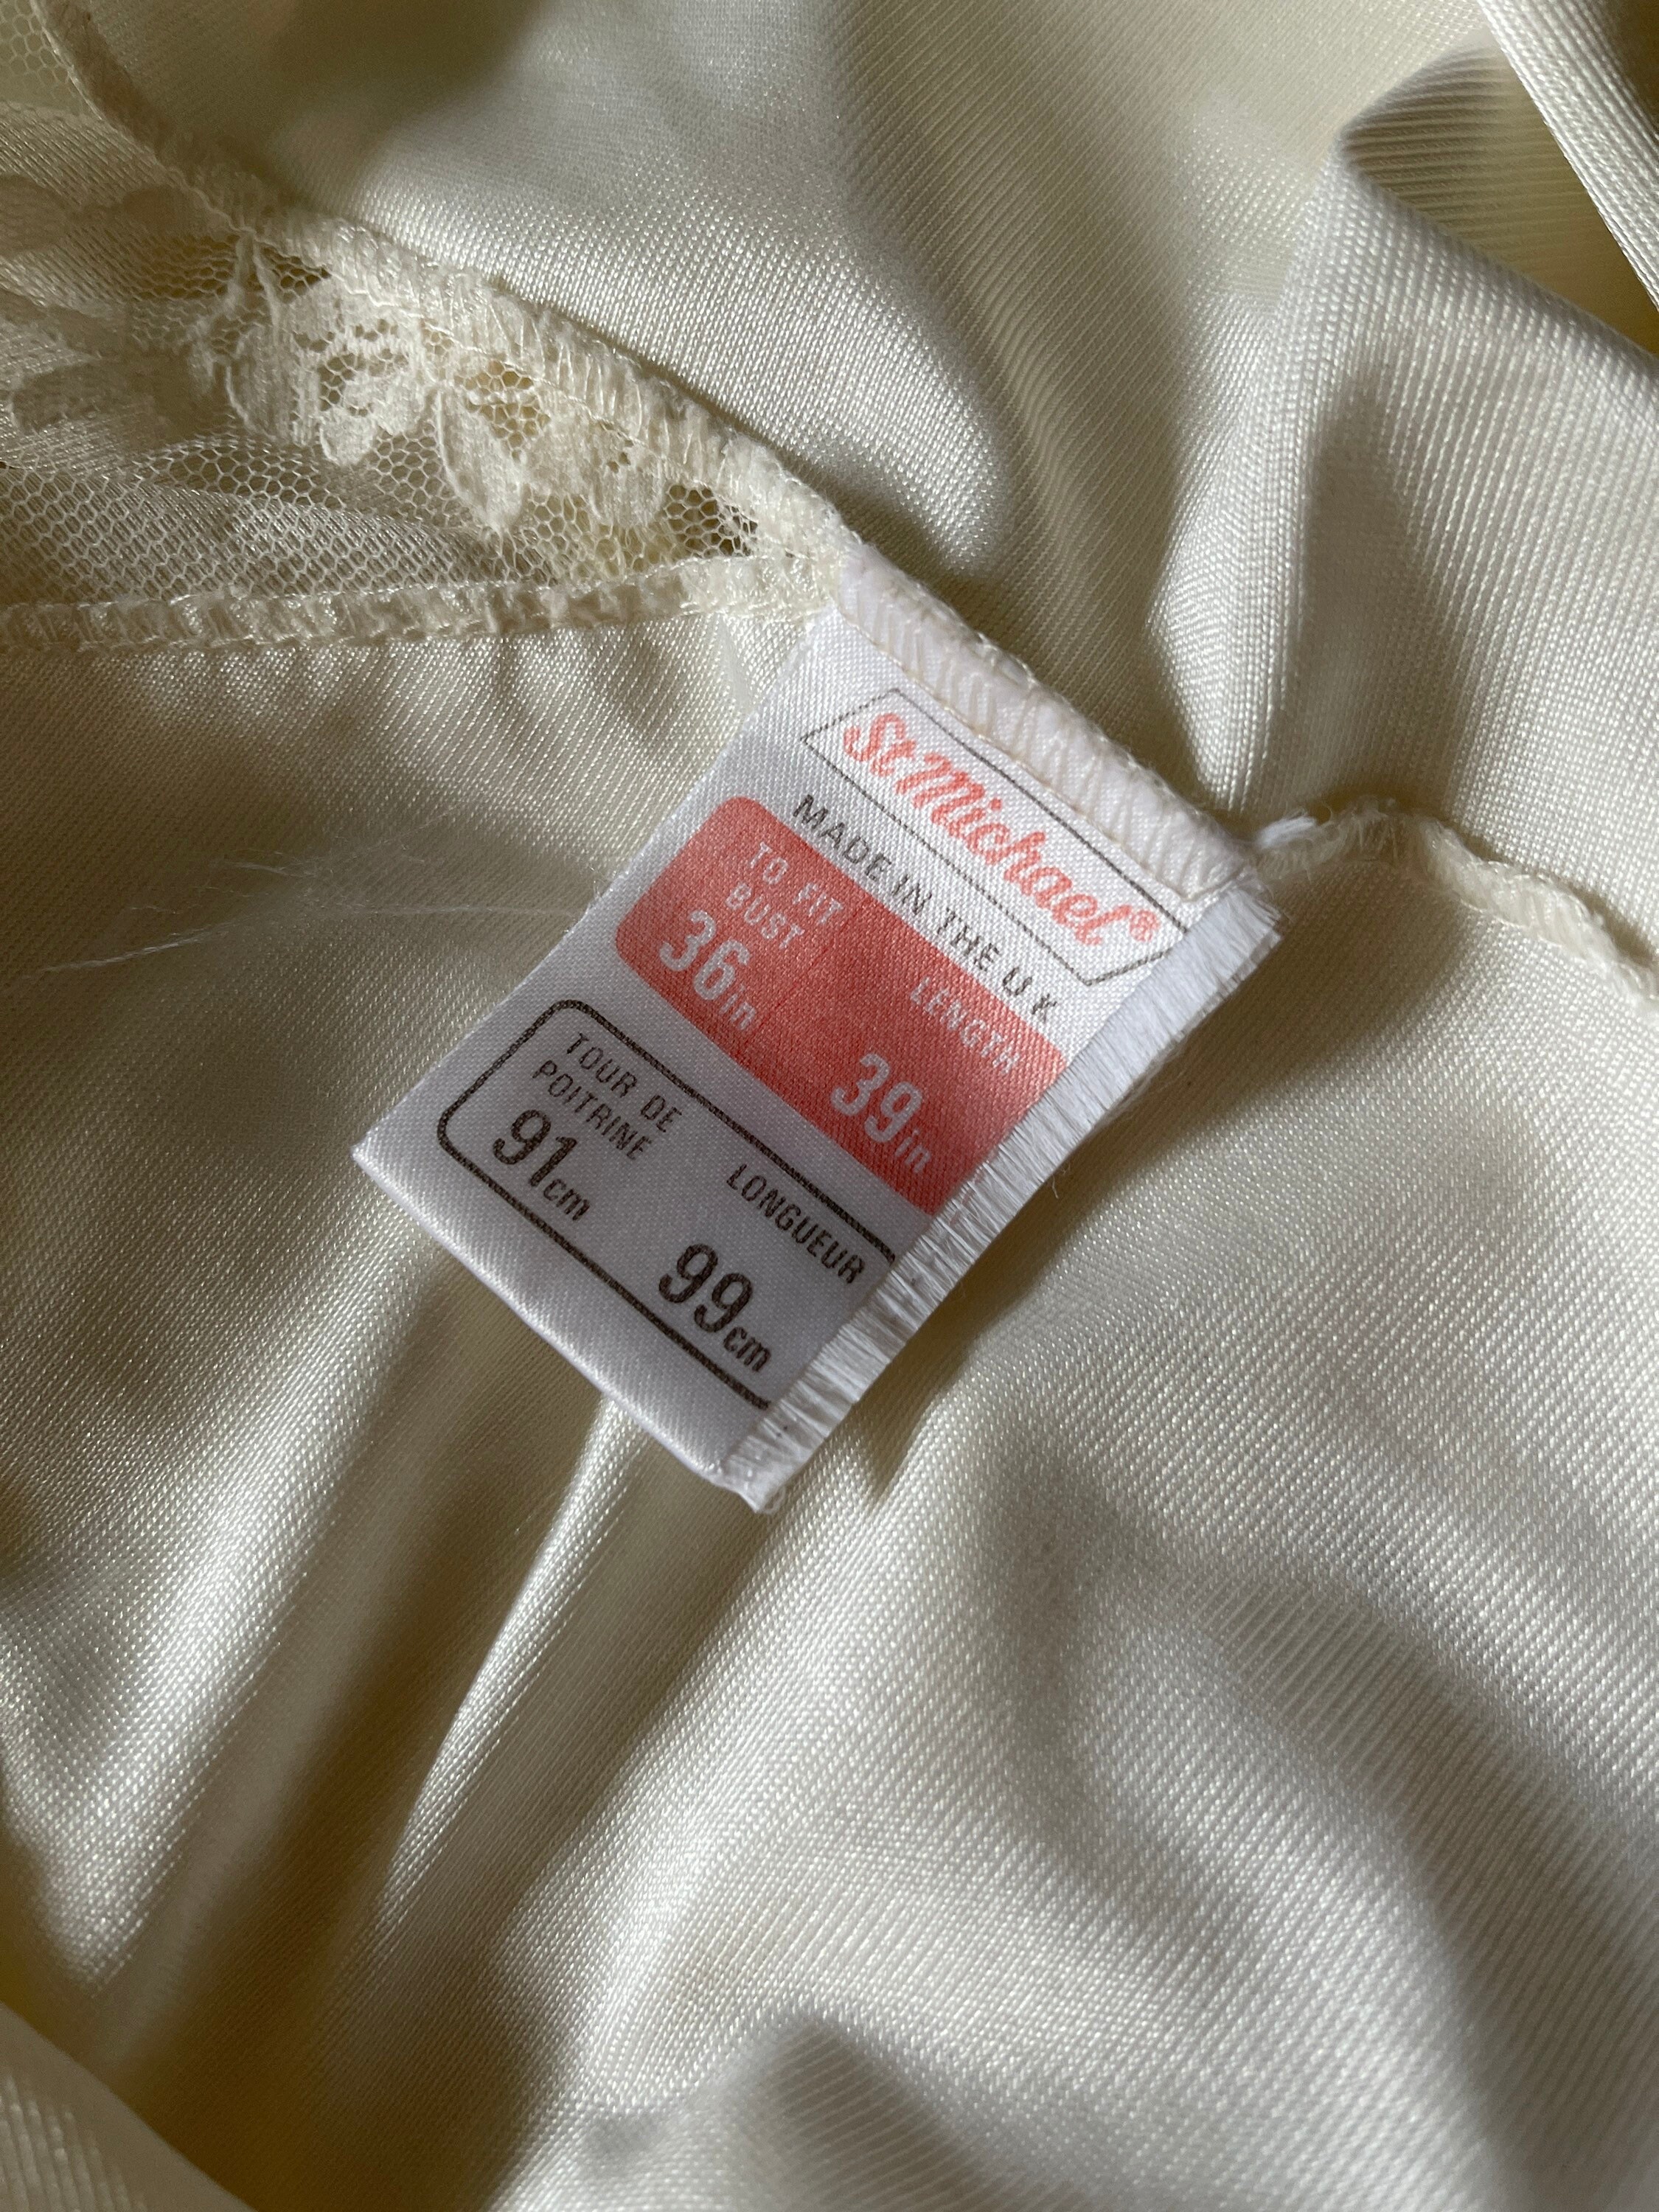 St Michael®
MADE IN THE U K
TO FIT
BUST
36in
LENGTH
39in
TOUR DE
POITRINE
91cm
LONGUEUR
99cm